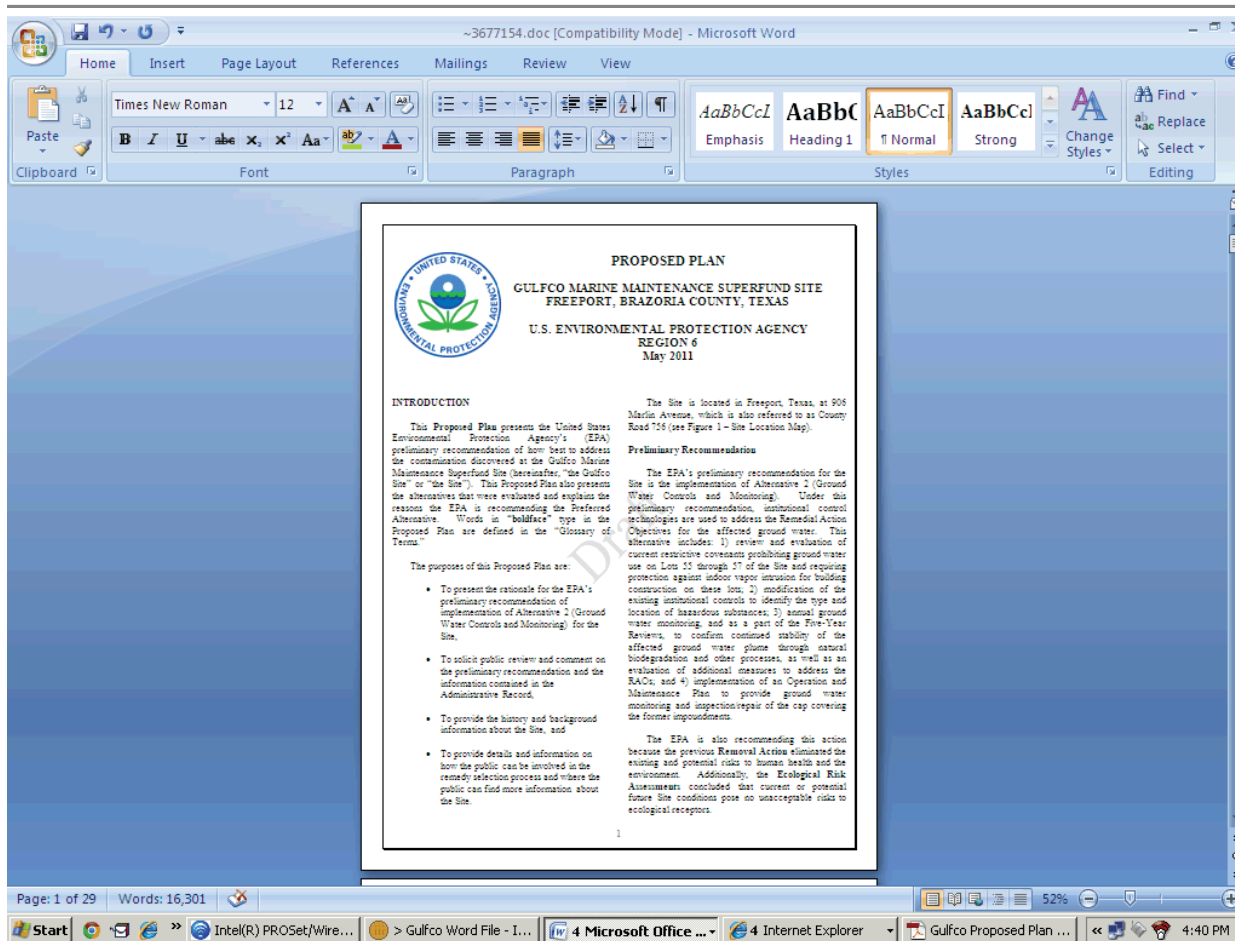 ~3677154.doc [Compatibility Mode] - Microsoft Word
Home Insert Page Layout References Mailings Review View
Times New Roman 12
Paste
B I U abc X₂ X² Aa ab A
AaBbCcI AaBb( AaBbCcI AaBbCcl
Emphasis Heading 1 ¶ Normal Strong
Change
Styles
Find
Replace
Select
Clipboard Font Paragraph Styles Editing
UNITED STATES
ENVIRONMENTAL PROTECTION AGENCY
PROPOSED PLAN
GULFCO MARINE MAINTENANCE SUPERFUND SITE
FREEPORT, BRAZORIA COUNTY, TEXAS
U.S. ENVIRONMENTAL PROTECTION AGENCY
REGION 6
May 2011
INTRODUCTION
This Proposed Plan presents the United States
Environmental Protection Agency's (EPA)
preliminary recommendation of how best to address
the contamination discovered at the Gulfco Marine
Maintenance Superfund Site (hereinafter, "the Gulfco
Site" or "the Site"). This Proposed Plan also presents
the alternatives that were evaluated and explains the
reasons the EPA is recommending the Preferred
Alternative. Words in "boldface" type in the
Proposed Plan are defined in the "Glossary of
Terms."
The purposes of this Proposed Plan are:
• To present the rationale for the EPA's
preliminary recommendation of
implementation of Alternative 2 (Ground
Water Controls and Monitoring) for the
Site,
• To solicit public review and comment on
the preliminary recommendation and the
information contained in the
Administrative Record,
• To provide the history and background
information about the Site, and
• To provide details and information on
how the public can be involved in the
remedy selection process and where the
public can find more information about
the Site.
The Site is located in Freeport, Texas, at 906
Marlin Avenue, which is also referred to as County
Road 756 (see Figure 1 – Site Location Map).
Preliminary Recommendation
The EPA's preliminary recommendation for the
Site is the implementation of Alternative 2 (Ground
Water Controls and Monitoring). Under this
preliminary recommendation, institutional control
technologies are used to address the Remedial Action
Objectives for the affected ground water. This
alternative includes: 1) review and evaluation of
current restrictive covenants prohibiting ground water
use on Lots 55 through 57 of the Site and requiring
protection against indoor vapor intrusion for building
construction on these lots; 2) modification of the
existing institutional controls to identify the type and
location of hazardous substances; 3) annual ground
water monitoring, and as a part of the Five-Year
Reviews, to confirm continued stability of the
affected ground water plume through natural
biodegradation and other processes, as well as an
evaluation of additional measures to address the
RAOs; and 4) implementation of an Operation and
Maintenance Plan to provide ground water
monitoring and inspection/repair of the cap covering
the former impoundments.
The EPA is also recommending this action
because the previous Removal Action eliminated the
existing and potential risks to human health and the
environment. Additionally, the Ecological Risk
Assessments concluded that current or potential
future Site conditions pose no unacceptable risks to
ecological receptors.
Draft
1
Page: 1 of 29 Words: 16,301 52%
Start » Intel(R) PROSet/Wire... > Gulfco Word File - I... 4 Microsoft Office ... 4 Internet Explorer Gulfco Proposed Plan ... « 4:40 PM